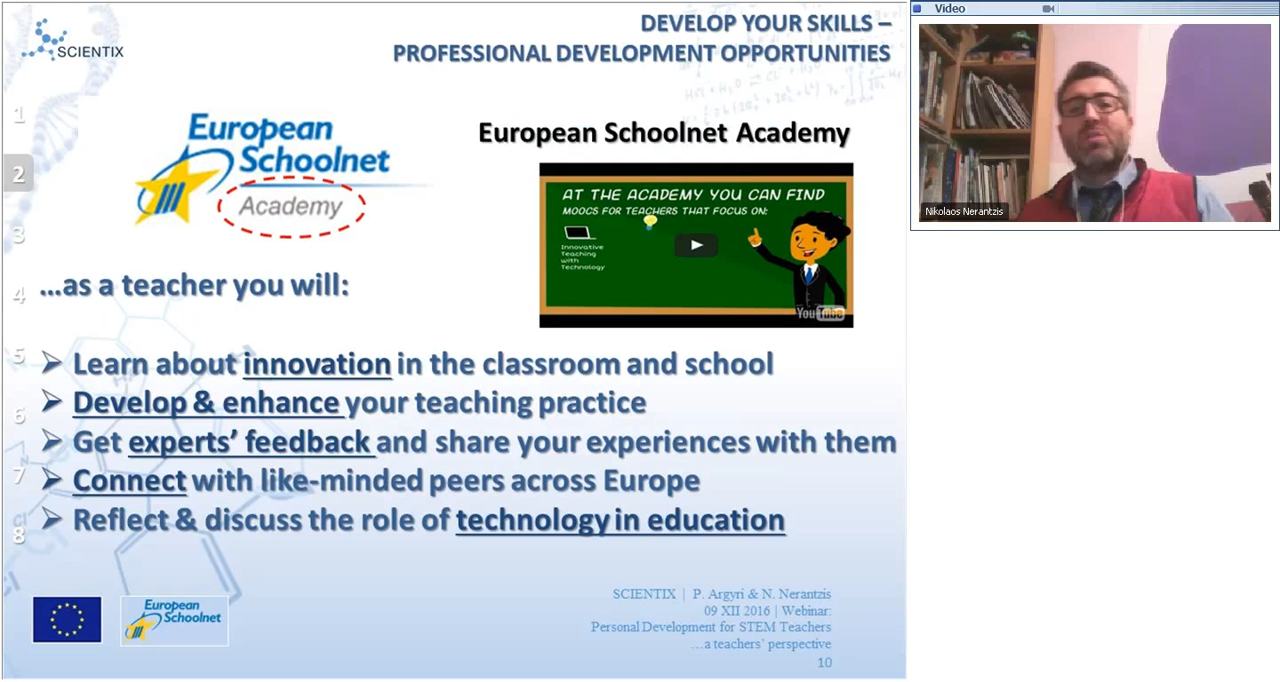 SCIENTIX
DEVELOP YOUR SKILLS –
PROFESSIONAL DEVELOPMENT OPPORTUNITIES
1
2
3
4
5
6
7
8
European
Schoolnet
Academy
European Schoolnet Academy
AT THE ACADEMY YOU CAN FIND
MOOCS FOR TEACHERS THAT FOCUS ON:
Innovative
Teaching
with
Technology
YouTube
...as a teacher you will:
Learn about innovation in the classroom and school
Develop & enhance your teaching practice
Get experts' feedback and share your experiences with them
Connect with like-minded peers across Europe
Reflect & discuss the role of technology in education
European
Schoolnet
SCIENTIX | P. Argyri & N. Nerantzis
09 XII 2016 | Webinar:
Personal Development for STEM Teachers
...a teachers' perspective
10
Video
Nikolaos Nerantzis